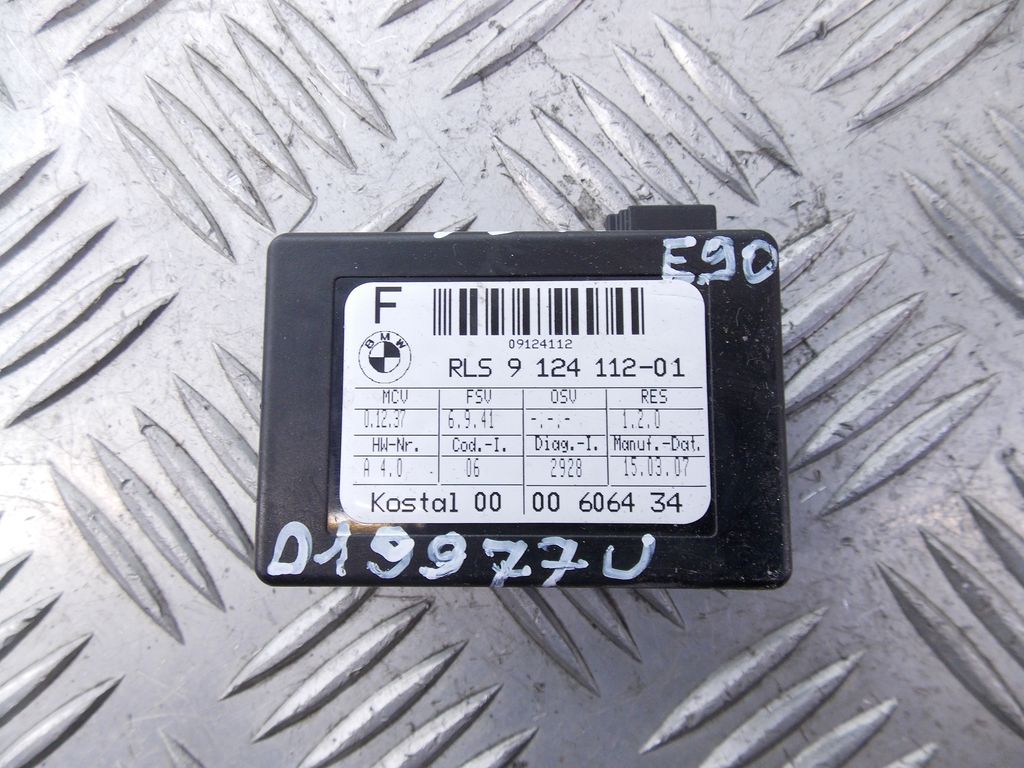 E90
F
09124112
BMW
RLS 9 124 112-01
MCV FSV OSV RES
0.12.37 6.9.41 -.-.- 1.2.0
HW-Nr. Cod.-I. Diag.-I. Manuf.-Dat.
A 4.0 06 2928 15.03.07
Kostal 00 00 6064 34
D19977U